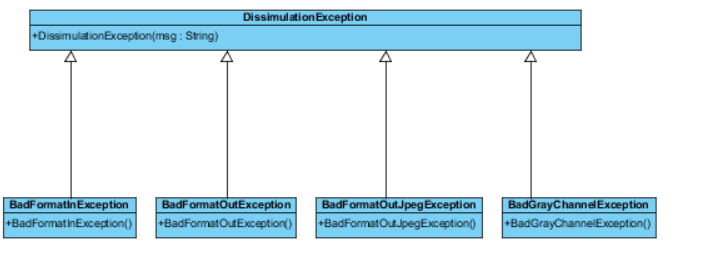 DissimulationException
+DissimulationException(msg : String)
BadFormatInException
+BadFormatInException()
BadFormatOutException
+BadFormatOutException()
BadFormatOutJpegException
+BadFormatOutJpegException()
BadGrayChannelException
+BadGrayChannelException()